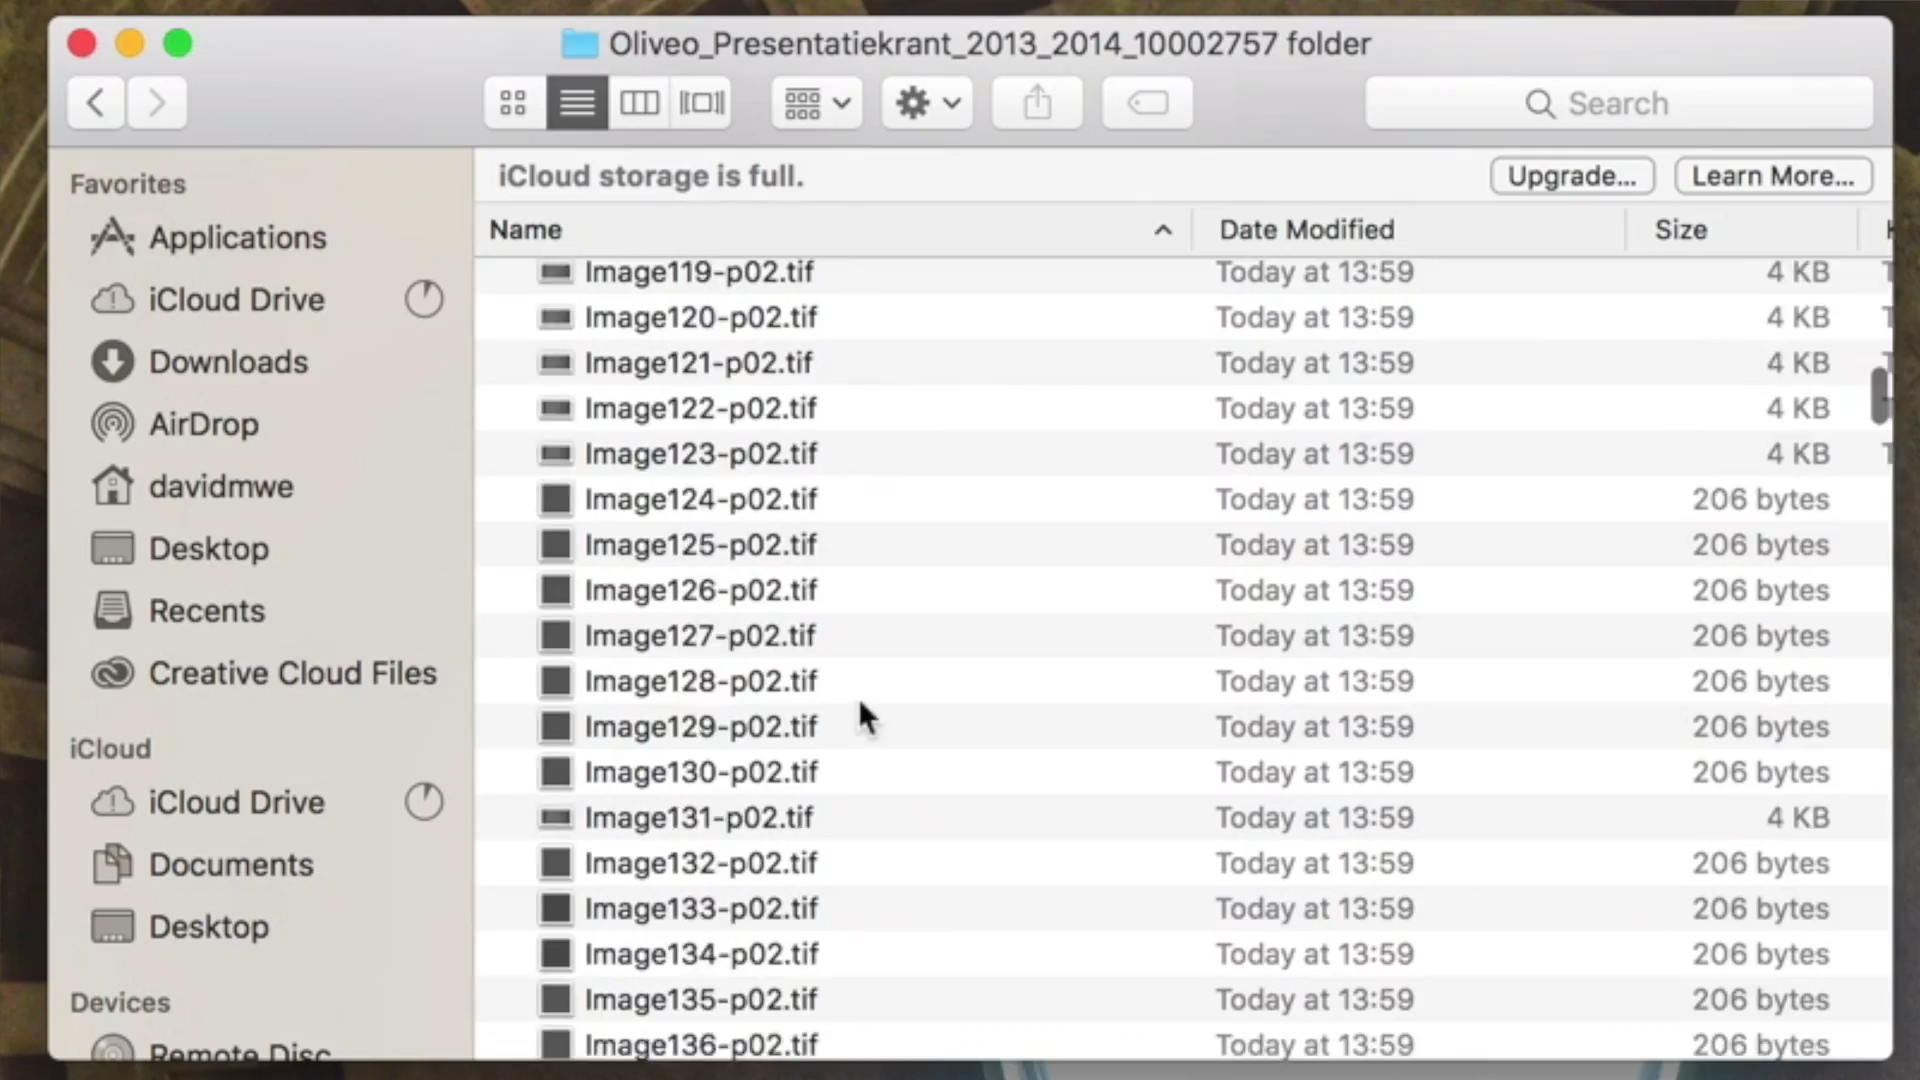 Oliveo_Presentatiekrant_2013_2014_10002757 folder
Search
Favorites
Applications
iCloud Drive
Downloads
AirDrop
davidmwe
Desktop
Recents
Creative Cloud Files
iCloud
iCloud Drive
Documents
Desktop
Devices
Remote Disc
iCloud storage is full.
Upgrade...
Learn More...
Name Date Modified Size
Image119-p02.tif Today at 13:59 4 KB
Image120-p02.tif Today at 13:59 4 KB
Image121-p02.tif Today at 13:59 4 KB
Image122-p02.tif Today at 13:59 4 KB
Image123-p02.tif Today at 13:59 4 KB
Image124-p02.tif Today at 13:59 206 bytes
Image125-p02.tif Today at 13:59 206 bytes
Image126-p02.tif Today at 13:59 206 bytes
Image127-p02.tif Today at 13:59 206 bytes
Image128-p02.tif Today at 13:59 206 bytes
Image129-p02.tif Today at 13:59 206 bytes
Image130-p02.tif Today at 13:59 206 bytes
Image131-p02.tif Today at 13:59 4 KB
Image132-p02.tif Today at 13:59 206 bytes
Image133-p02.tif Today at 13:59 206 bytes
Image134-p02.tif Today at 13:59 206 bytes
Image135-p02.tif Today at 13:59 206 bytes
Image136-p02.tif Today at 13:59 206 bytes